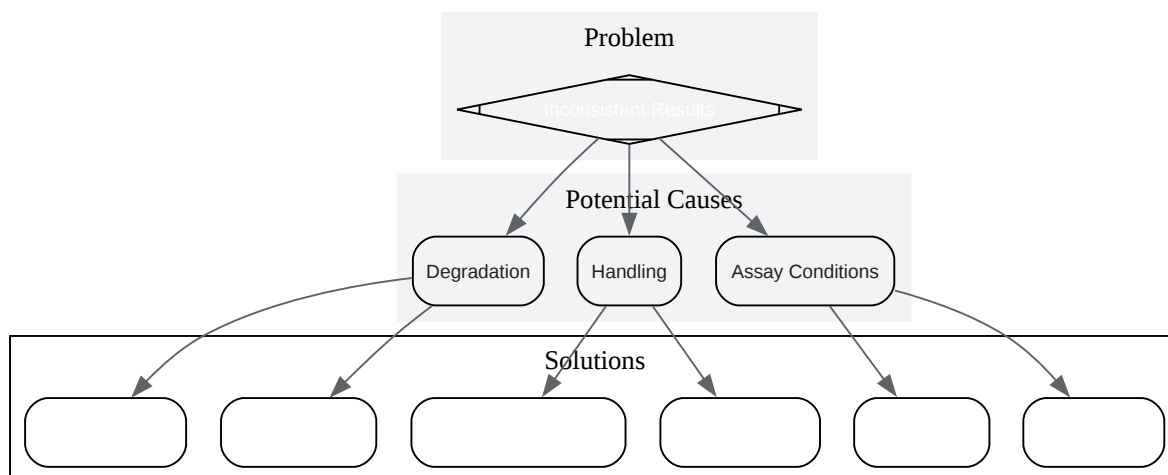 Problem
Inconsistent Results
Potential Causes
Degradation
Handling
Assay Conditions
Solutions